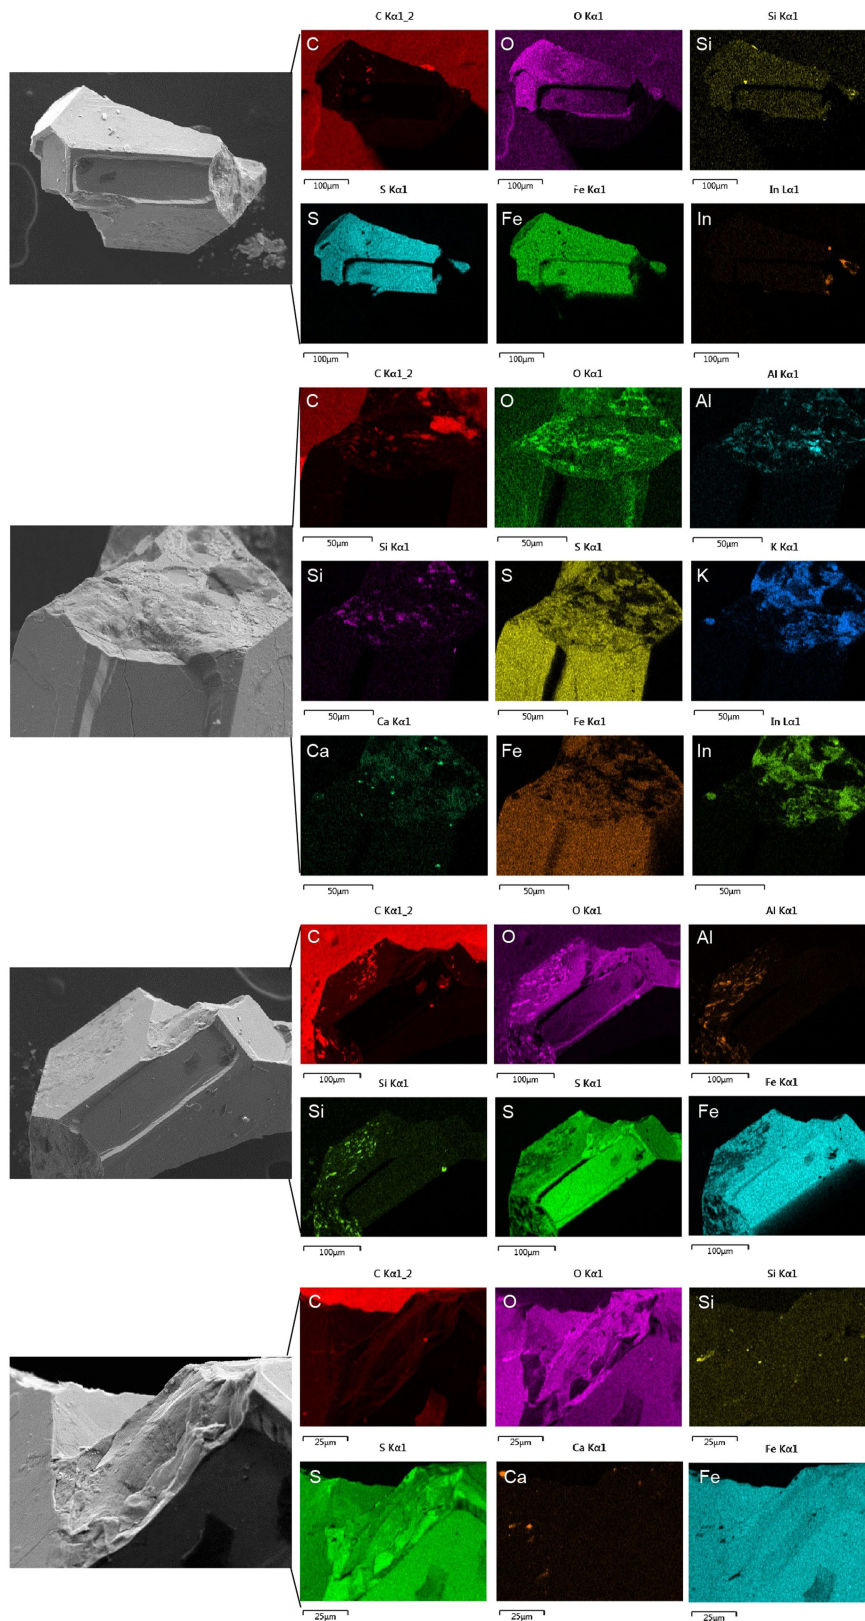 C Kα1_2 O Kα1 Si Kα1
C O Si
100µm 100µm 100µm
S Kα1 Fe Kα1 In Lα1
S Fe In
100µm 100µm 100µm
C Kα1_2 O Kα1 Al Kα1
C O Al
50µm 50µm 50µm
Si Kα1 S Kα1 K Kα1
Si S K
50µm 50µm 50µm
Ca Kα1 Fe Kα1 In Lα1
Ca Fe In
50µm 50µm 50µm
C Kα1_2 O Kα1 Al Kα1
C O Al
100µm 100µm 100µm
Si Kα1 S Kα1 Fe Kα1
Si S Fe
100µm 100µm 100µm
C Kα1_2 O Kα1 Si Kα1
C O Si
25µm 25µm 25µm
S Kα1 Ca Kα1 Fe Kα1
S Ca Fe
25µm 25µm 25µm